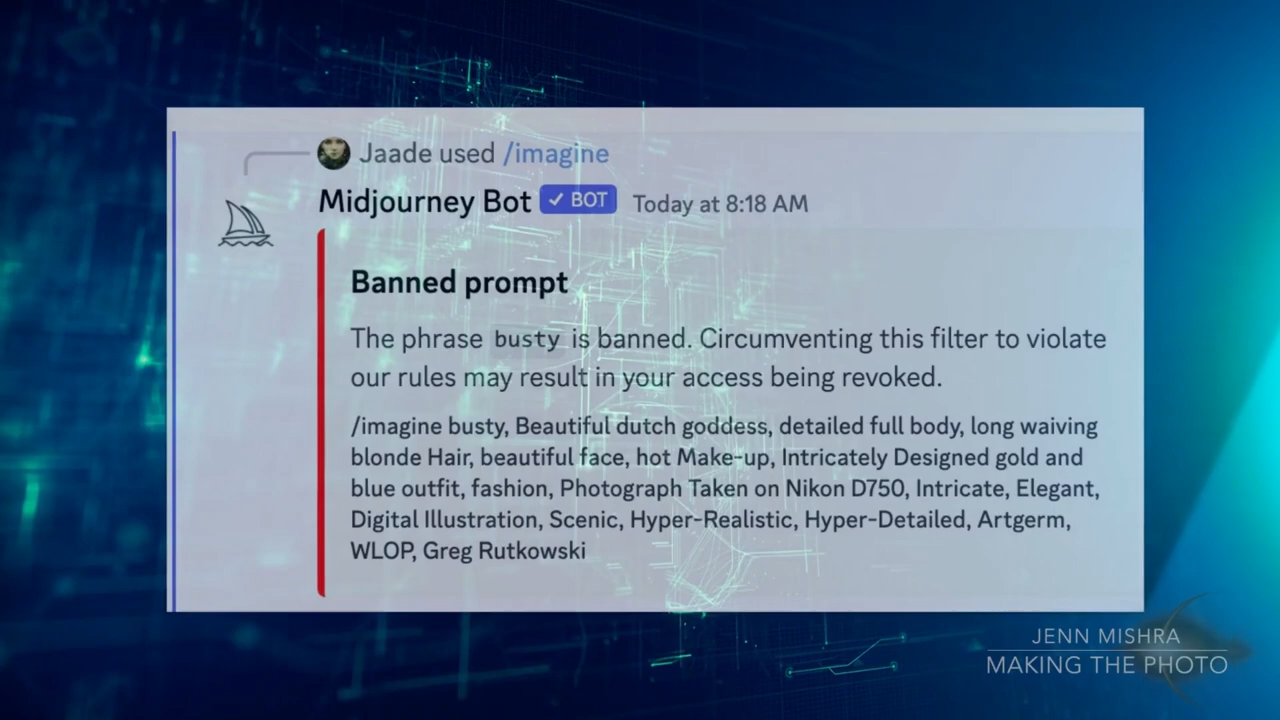 Jaade used /imagine
Midjourney Bot ✓ BOT Today at 8:18 AM
Banned prompt
The phrase busty is banned. Circumventing this filter to violate
our rules may result in your access being revoked.
/imagine busty, Beautiful dutch goddess, detailed full body, long waiving
blonde Hair, beautiful face, hot Make-up, Intricately Designed gold and
blue outfit, fashion, Photograph Taken on Nikon D750, Intricate, Elegant,
Digital Illustration, Scenic, Hyper-Realistic, Hyper-Detailed, Artgerm,
WLOP, Greg Rutkowski
JENN MISHRA
MAKING THE PHOTO